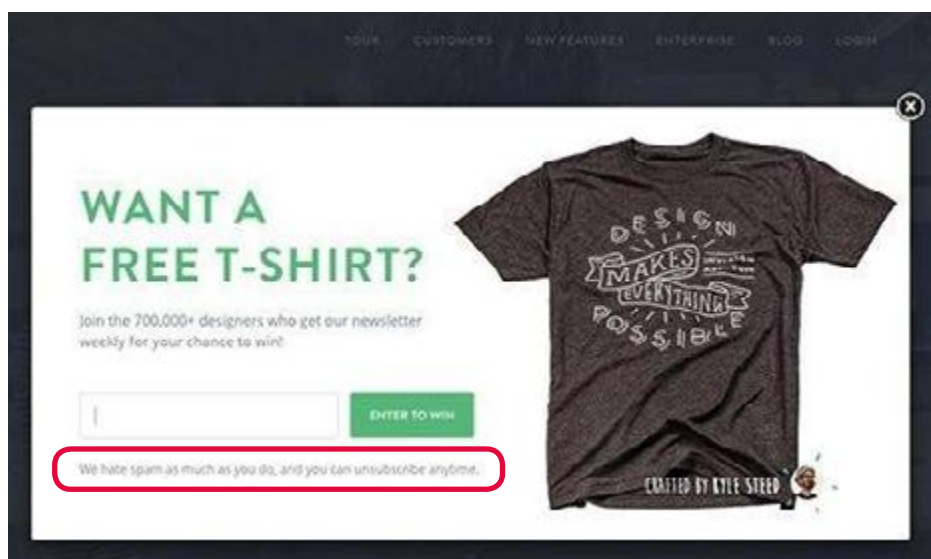 TOUR CUSTOMERS NEW FEATURES ENTERPRISE BLOG LOGIN
WANT A
FREE T-SHIRT?
Join the 700,000+ designers who get our newsletter
weekly for your chance to win!
ENTER TO WIN
We hate spam as much as you do, and you can unsubscribe anytime.
DESIGN
MAKES
EVERYTHING
POSSIBLE
CRAFTED BY KYLE STEED